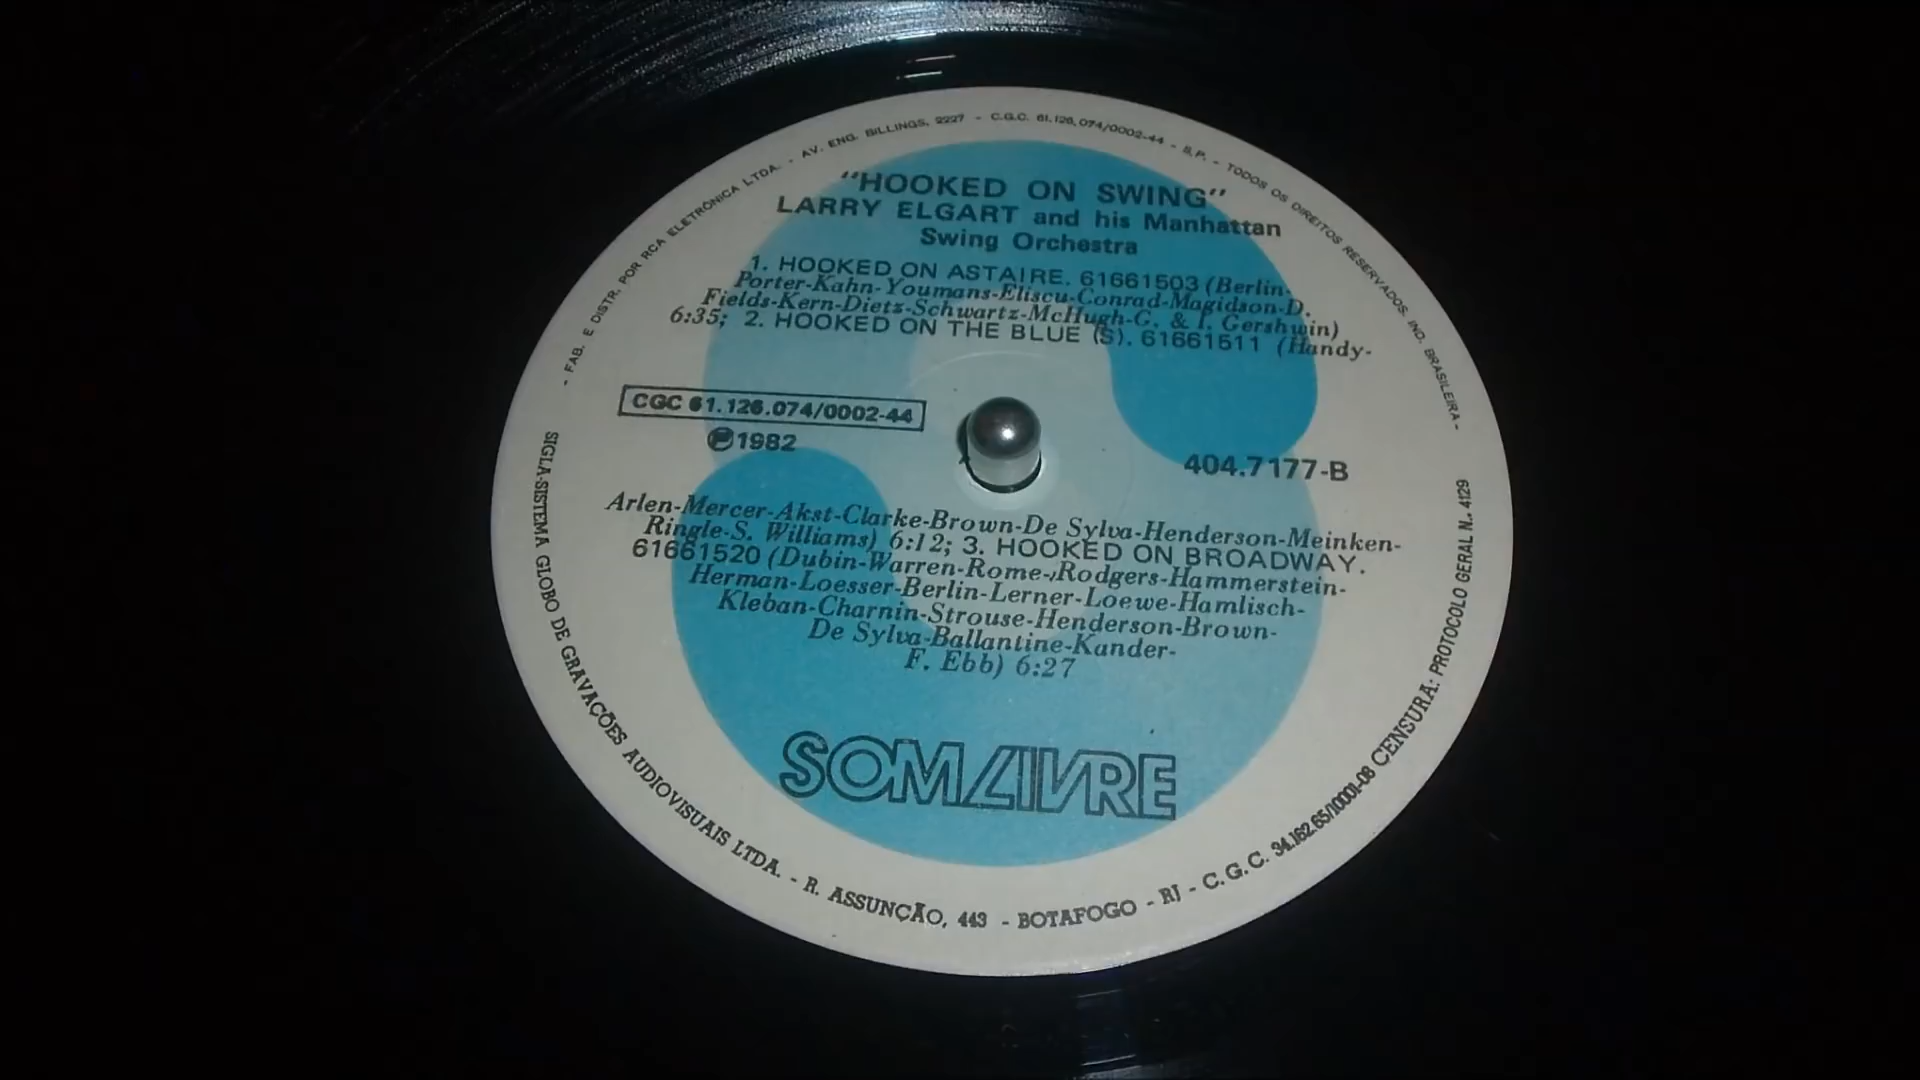 - FAB. E DISTR. POR RCA ELETRÔNICA LTDA. - AV. ENG. BILLINGS, 2227 - C.G.C. 61.126.074/0002-44 - S.P. - TODOS OS DIREITOS RESERVADOS. IND. BRASILEIRA -
"HOOKED ON SWING"
LARRY ELGART and his Manhattan
Swing Orchestra
1. HOOKED ON ASTAIRE. 61661503 (Berlin-
Porter-Kahn-Youmans-Eliscu-Conrad-Magidson-D.
Fields-Kern-Dietz-Schwartz-McHugh-G. & I. Gershwin)
6:35; 2. HOOKED ON THE BLUE (S). 61661511 (Handy-
CGC 61.126.074/0002-44
℗1982
404.7177-B
Arlen-Mercer-Akst-Clarke-Brown-De Sylva-Henderson-Meinken-
Ringle-S. Williams) 6:12; 3. HOOKED ON BROADWAY.
61661520 (Dubin-Warren-Rome-,Rodgers-Hammerstein-
Herman-Loesser-Berlin-Lerner-Loewe-Hamlisch-
Kleban-Charnin-Strouse-Henderson-Brown-
De Sylva-Ballantine-Kander-
F. Ebb) 6:27
SOM LIVRE
SIGLA-SISTEMA GLOBO DE GRAVAÇÕES AUDIOVISUAIS LTDA. - R. ASSUNÇÃO, 443 - BOTAFOGO - RJ - C.G.C. 34.162.65/10001-08 CENSURA: PROTOCOLO GERAL N.. 4129